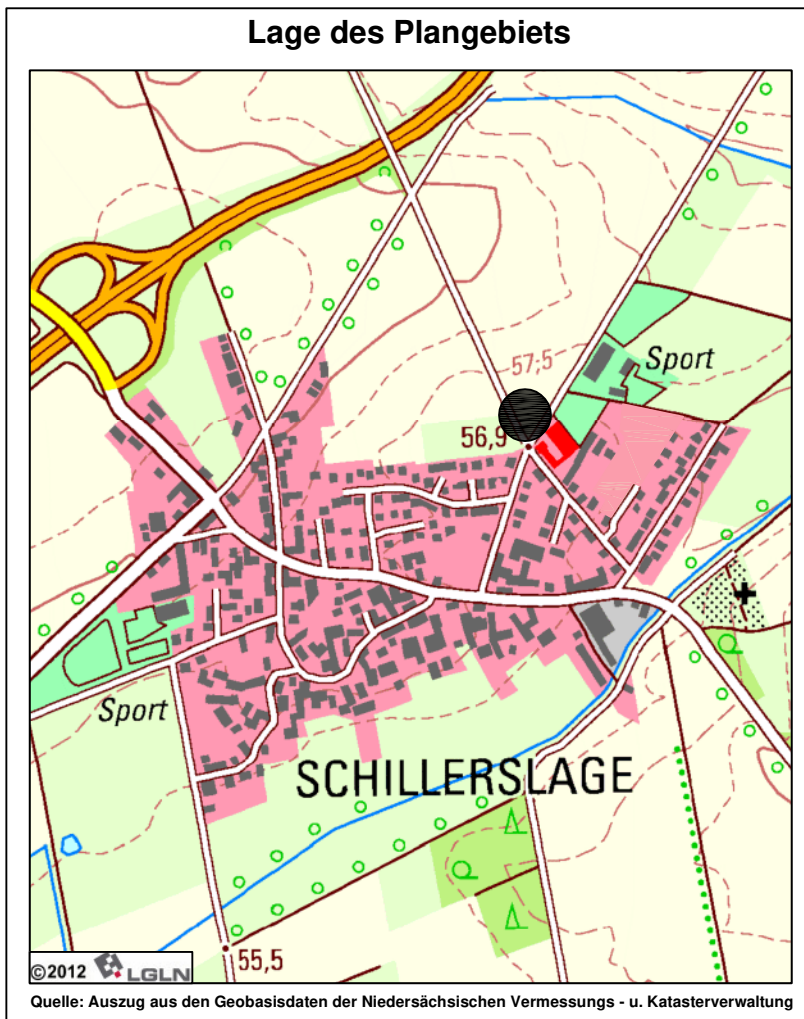 Lage des Plangebiets
57;5
Sport
56,9
Sport
SCHILLERSLAGE
55,5
©2012 LGLN
Quelle: Auszug aus den Geobasisdaten der Niedersächsischen Vermessungs - u. Katasterverwaltung